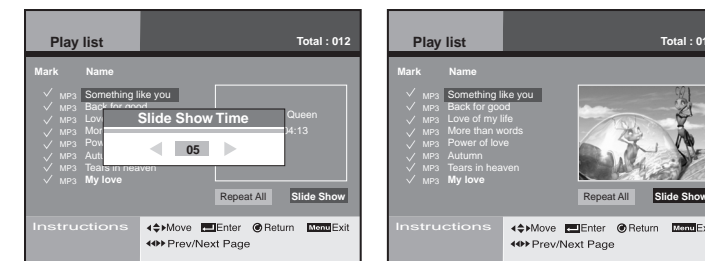 Play list
Total : 012
Mark Name
MP3 Something like you
MP3 Back for good
MP3 Love
MP3
MP3
MP3
MP3 Tears in heaven
MP3 My love
Slide Show Time
05
Queen
04:13
Repeat All Slide Show
Instructions
Move Enter Return Menu Exit
Prev/Next Page
Play list
Total : 01
Mark Name
MP3 Something like you
MP3 Back for good
MP3 Love of my life
MP3 More than words
MP3 Power of love
MP3 Autumn
MP3 Tears in heaven
MP3 My love
Repeat All Slide Show
Instructions
Move Enter Return Menu
Prev/Next Page